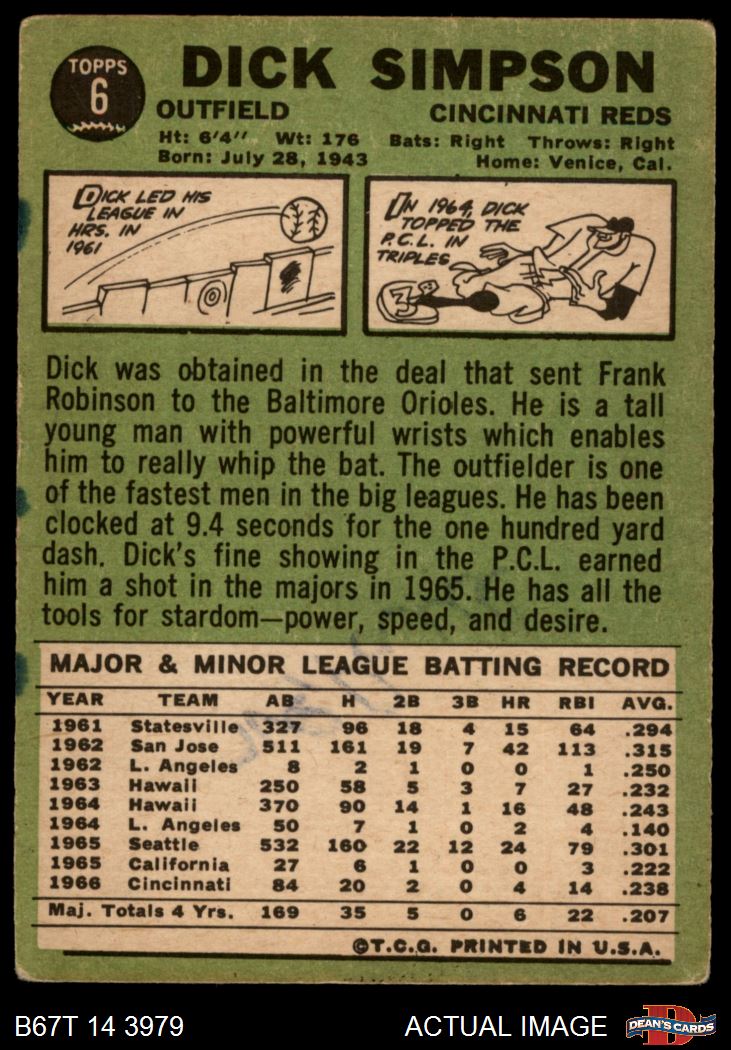 TOPPS
6
DICK SIMPSON
OUTFIELD CINCINNATI REDS
Ht: 6'4" Wt: 176 Bats: Right Throws: Right
Born: July 28, 1943 Home: Venice, Cal.
DICK LED HIS
LEAGUE IN
HRS. IN
1961
IN 1964, DICK
TOPPED THE
P.C.L. IN
TRIPLES
3
Dick was obtained in the deal that sent Frank
Robinson to the Baltimore Orioles. He is a tall
young man with powerful wrists which enables
him to really whip the bat. The outfielder is one
of the fastest men in the big leagues. He has been
clocked at 9.4 seconds for the one hundred yard
dash. Dick's fine showing in the P.C.L. earned
him a shot in the majors in 1965. He has all the
tools for stardom—power, speed, and desire.
MAJOR & MINOR LEAGUE BATTING RECORD
YEAR TEAM AB H 2B 3B HR RBI AVG.
1961 Statesville 327 96 18 4 15 64 .294
1962 San Jose 511 161 19 7 42 113 .315
1962 L. Angeles 8 2 1 0 0 1 .250
1963 Hawaii 250 58 5 3 7 27 .232
1964 Hawaii 370 90 14 1 16 48 .243
1964 L. Angeles 50 7 1 0 2 4 .140
1965 Seattle 532 160 22 12 24 79 .301
1965 California 27 6 1 0 0 3 .222
1966 Cincinnati 84 20 2 0 4 14 .238
Maj. Totals 4 Yrs. 169 35 5 0 6 22 .207
©T.C.G. PRINTED IN U.S.A.
B67T 14 3979 ACTUAL IMAGE D DEAN'S CARDS